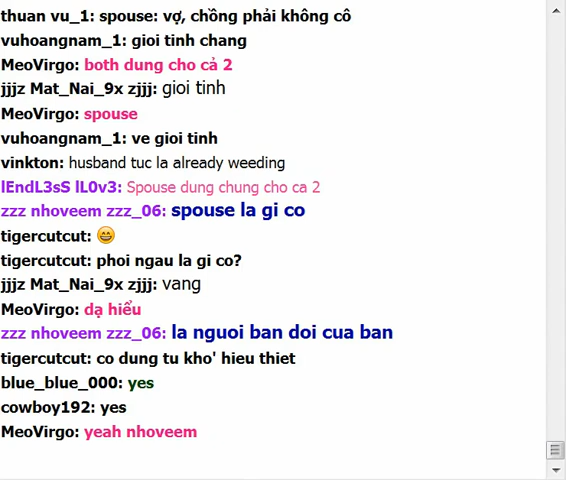 thuan vu_1: spouse: vợ, chồng phải không cô
vuhoangnam_1: gioi tinh chang
MeoVirgo: both dung cho cả 2
jjjz Mat_Nai_9x zjjj: gioi tinh
MeoVirgo: spouse
vuhoangnam_1: ve gioi tinh
vinkton: husband tuc la already weeding
lEndL3sS lL0v3: Spouse dung chung cho ca 2
zzz nhoveem zzz_06: spouse la gi co
tigercutcut: 😄
tigercutcut: phoi ngau la gi co?
jjjz Mat_Nai_9x zjjj: vang
MeoVirgo: dạ hiểu
zzz nhoveem zzz_06: la nguoi ban doi cua ban
tigercutcut: co dung tu kho' hieu thiet
blue_blue_000: yes
cowboy192: yes
MeoVirgo: yeah nhoveem